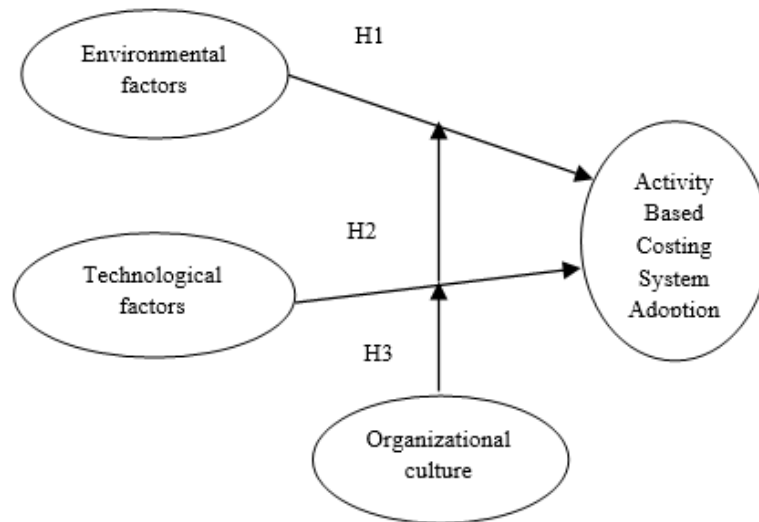 H1
Environmental
factors
Activity
Based
Costing
System
Adoption
H2
Technological
factors
H3
Organizational
culture